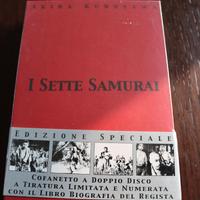 AKIRA KUROSAWA
I SETTE SAMURAI
EDIZIONE SPECIALE
COFANETTO A DOPPIO DISCO
A TIRATURA LIMITATA E NUMERATA
CON IL LIBRO BIOGRAFIA DEL REGISTA